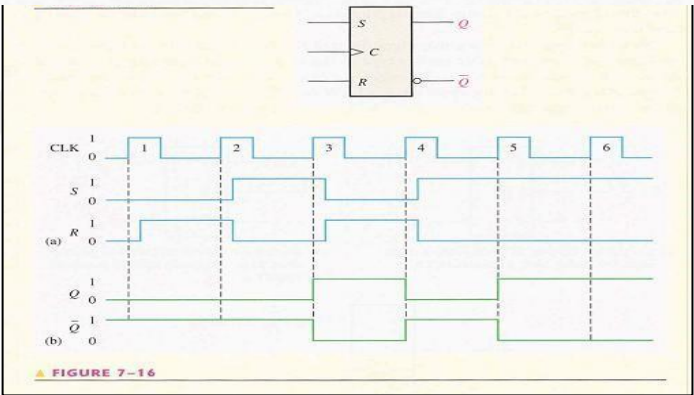 S Q
C
R Q̅
CLK 1 0 1 2 3 4 5 6
S 1 0
(a) R 1 0
Q 1 0
(b) Q̅ 1 0
▲ FIGURE 7–16